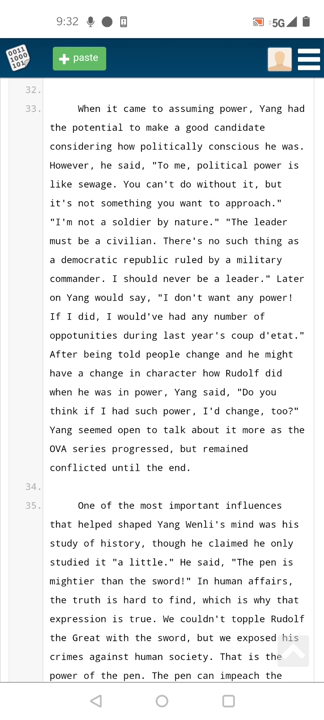 9:32
5G
0011
1000
101
+ paste
32.
33. When it came to assuming power, Yang had
the potential to make a good candidate
considering how politically conscious he was.
However, he said, "To me, political power is
like sewage. You can't do without it, but
it's not something you want to approach."
"I'm not a soldier by nature." "The leader
must be a civilian. There's no such thing as
a democratic republic ruled by a military
commander. I should never be a leader." Later
on Yang would say, "I don't want any power!
If I did, I would've had any number of
oppotunities during last year's coup d'etat."
After being told people change and he might
have a change in character how Rudolf did
when he was in power, Yang said, "Do you
think if I had such power, I'd change, too?"
Yang seemed open to talk about it more as the
OVA series progressed, but remained
conflicted until the end.
34.
35. One of the most important influences
that helped shaped Yang Wenli's mind was his
study of history, though he claimed he only
studied it "a little." He said, "The pen is
mightier than the sword!" In human affairs,
the truth is hard to find, which is why that
expression is true. We couldn't topple Rudolf
the Great with the sword, but we exposed his
crimes against human society. That is the
power of the pen. The pen can impeach the